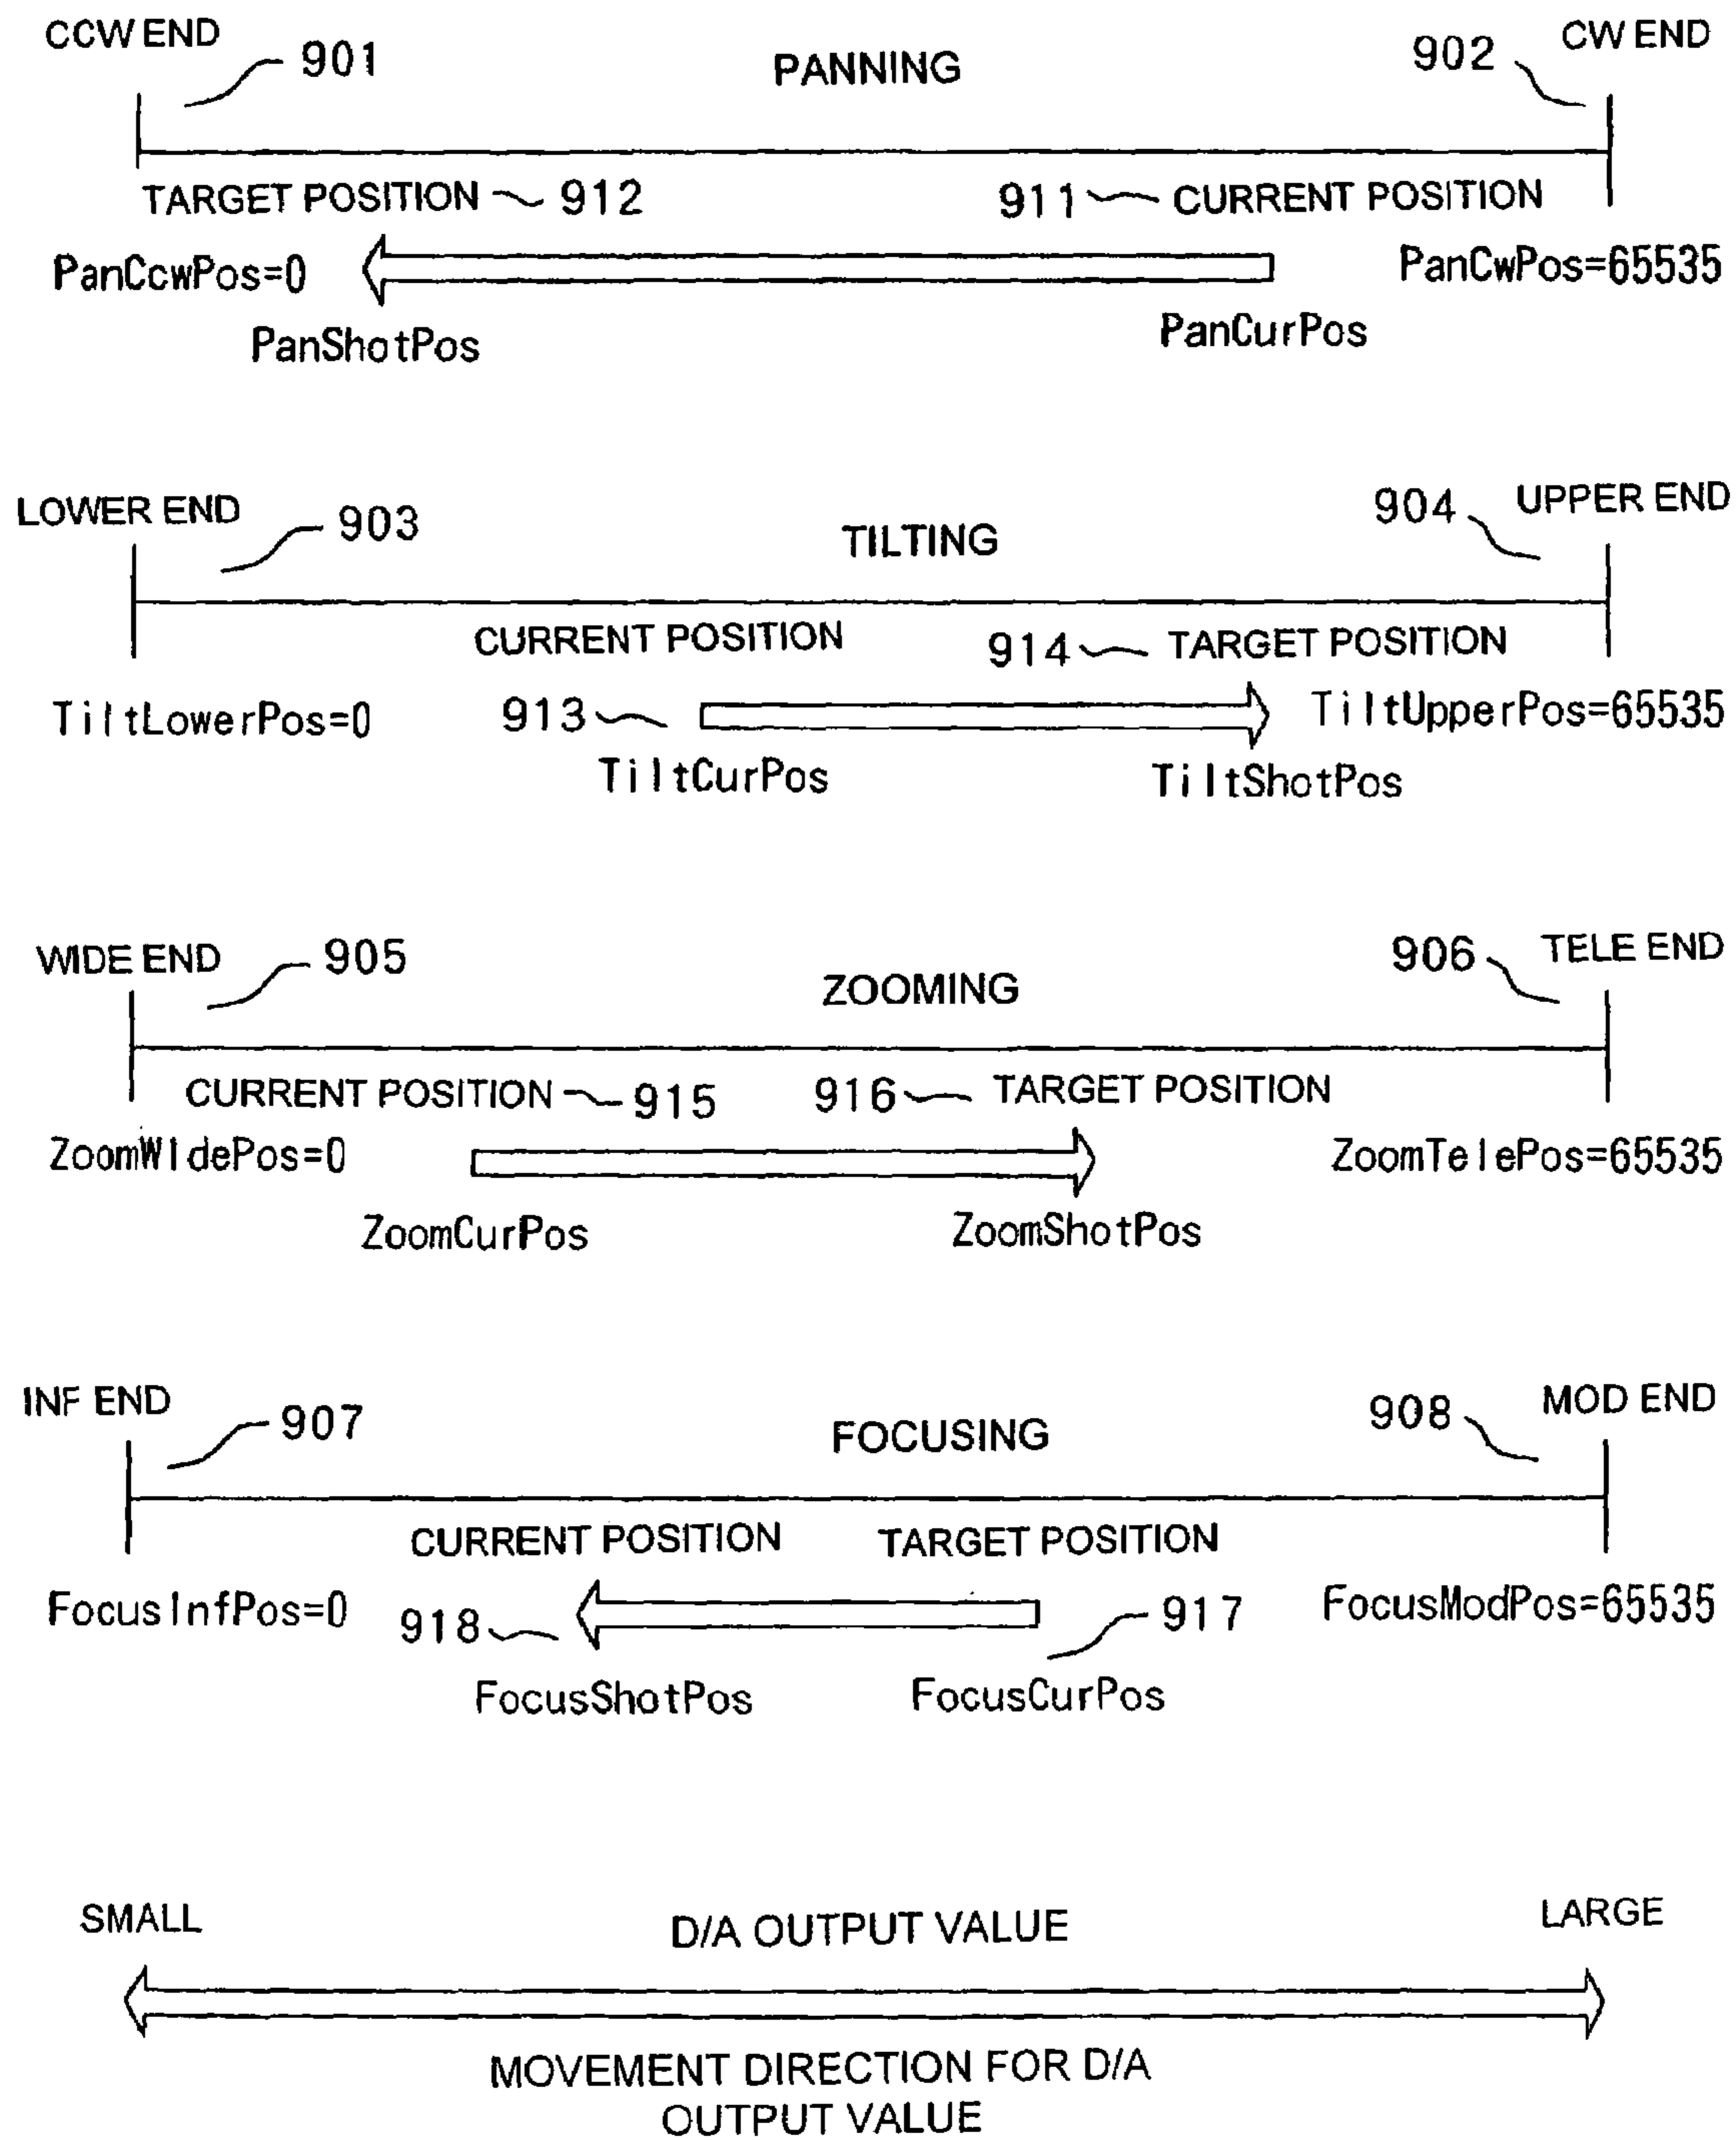 CCW END
901
PANNING
902
CW END
TARGET POSITION
912
911
CURRENT POSITION
PanCcwPos=0
PanCwPos=65535
PanShotPos
PanCurPos
LOWER END
903
TILTING
904
UPPER END
CURRENT POSITION
914
TARGET POSITION
TiltLowerPos=0
913
TiltUpperPos=65535
TiltCurPos
TiltShotPos
WIDE END
905
ZOOMING
906
TELE END
CURRENT POSITION
915
916
TARGET POSITION
ZoomWIdePos=0
ZoomTelePos=65535
ZoomCurPos
ZoomShotPos
INF END
907
FOCUSING
908
MOD END
CURRENT POSITION
TARGET POSITION
FocusInfPos=0
918
917
FocusModPos=65535
FocusShotPos
FocusCurPos
SMALL
D/A OUTPUT VALUE
LARGE
MOVEMENT DIRECTION FOR D/A
OUTPUT VALUE